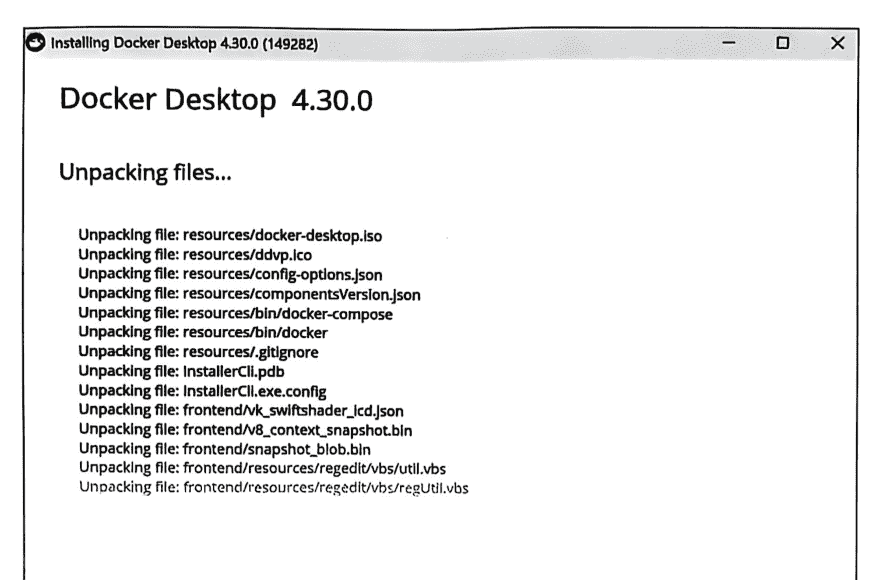 Installing Docker Desktop 4.30.0 (149282)
Docker Desktop 4.30.0
Unpacking files...
Unpacking file: resources/docker-desktop.iso
Unpacking file: resources/ddvp.ico
Unpacking file: resources/config-options.json
Unpacking file: resources/componentsVersion.json
Unpacking file: resources/bin/docker-compose
Unpacking file: resources/bin/docker
Unpacking file: resources/.gitignore
Unpacking file: InstallerCli.pdb
Unpacking file: InstallerCli.exe.config
Unpacking file: frontend/vk_swiftshader_icd.json
Unpacking file: frontend/v8_context_snapshot.bin
Unpacking file: frontend/snapshot_blob.bin
Unpacking file: frontend/resources/regedit/vbs/util.vbs
Unpacking file: frontend/resources/regedit/vbs/regUtil.vbs